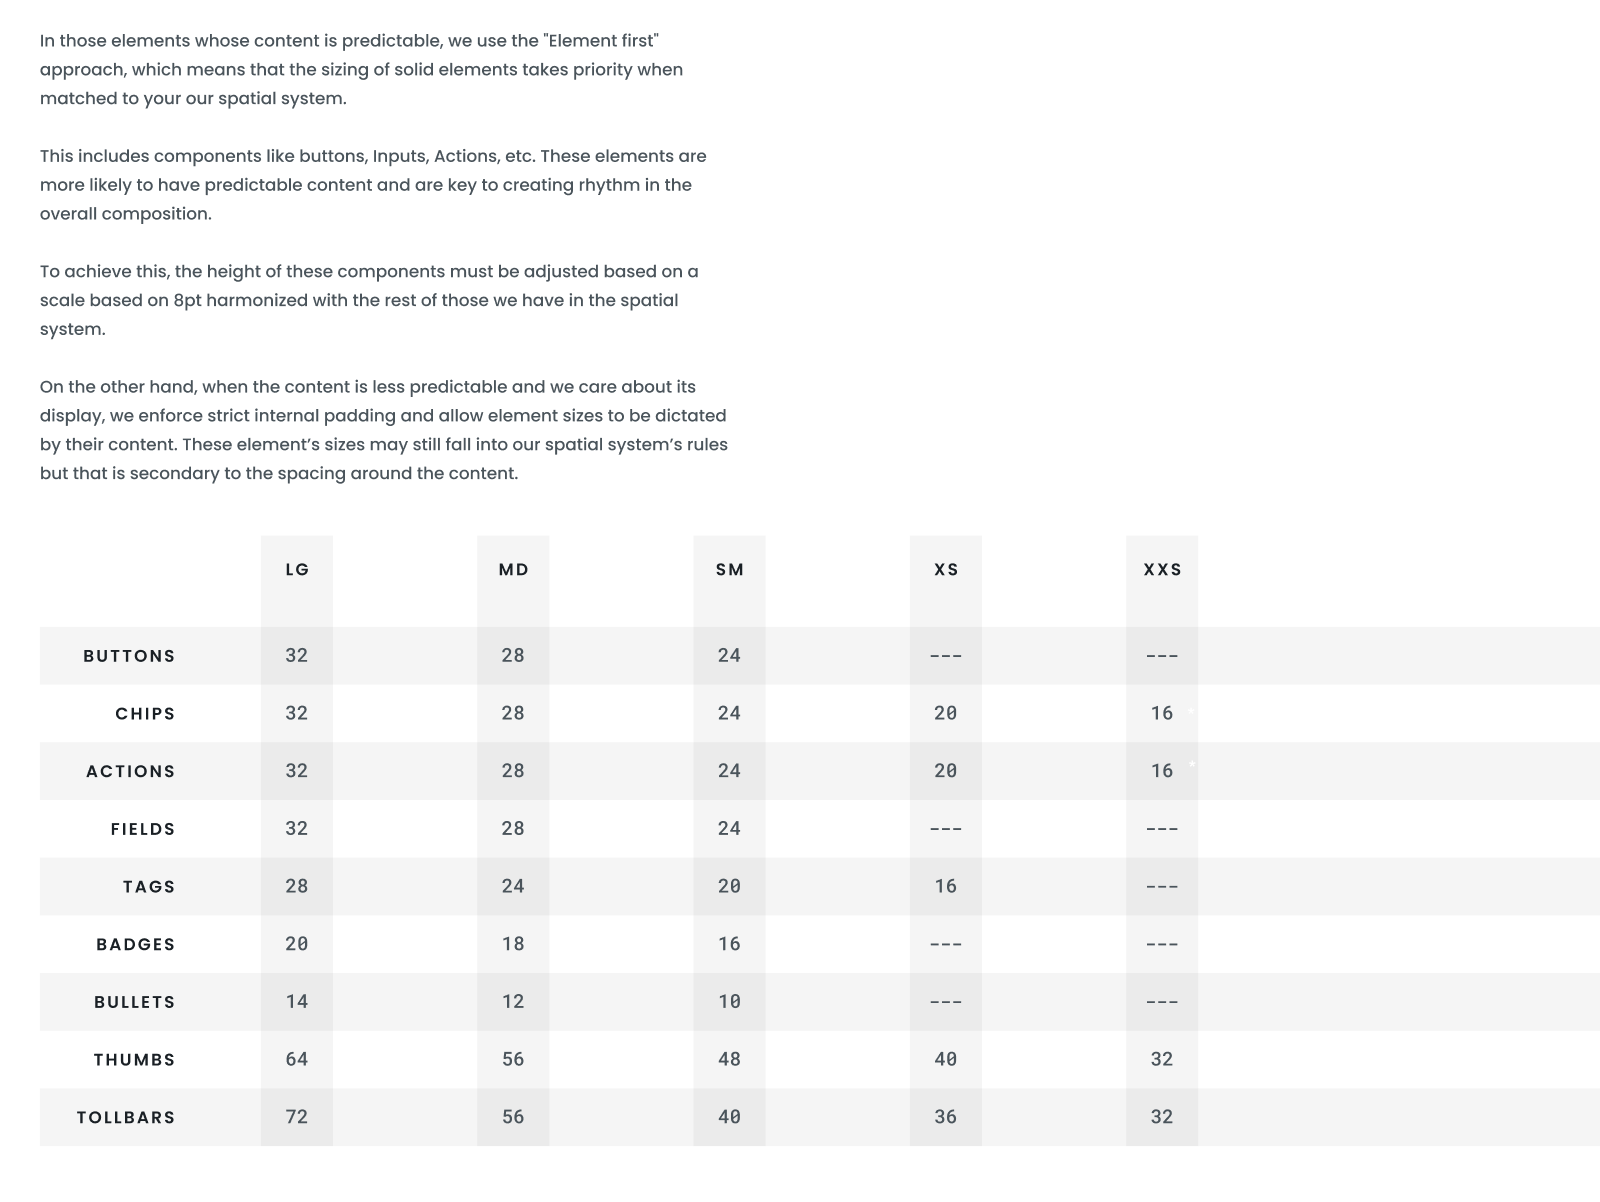 In those elements whose content is predictable, we use the "Element first"
approach, which means that the sizing of solid elements takes priority when
matched to your our spatial system.
This includes components like buttons, Inputs, Actions, etc. These elements are
more likely to have predictable content and are key to creating rhythm in the
overall composition.
To achieve this, the height of these components must be adjusted based on a
scale based on 8pt harmonized with the rest of those we have in the spatial
system.
On the other hand, when the content is less predictable and we care about its
display, we enforce strict internal padding and allow element sizes to be dictated
by their content. These element’s sizes may still fall into our spatial system’s rules
but that is secondary to the spacing around the content.
LG MD SM XS XXS
BUTTONS 32 28 24 --- ---
CHIPS 32 28 24 20 16 *
ACTIONS 32 28 24 20 16 *
FIELDS 32 28 24 --- ---
TAGS 28 24 20 16 ---
BADGES 20 18 16 --- ---
BULLETS 14 12 10 --- ---
THUMBS 64 56 48 40 32
TOLLBARS 72 56 40 36 32